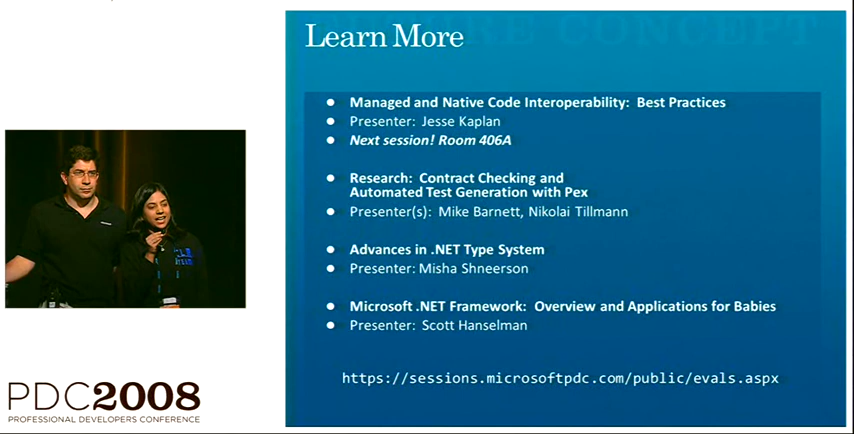 Learn More
Managed and Native Code Interoperability: Best Practices
Presenter: Jesse Kaplan
Next session! Room 406A
Research: Contract Checking and
Automated Test Generation with Pex
Presenter(s): Mike Barnett, Nikolai Tillmann
Advances in .NET Type System
Presenter: Misha Shneerson
Microsoft .NET Framework: Overview and Applications for Babies
Presenter: Scott Hanselman
https://sessions.microsoftpdc.com/public/evals.aspx
PDC2008
PROFESSIONAL DEVELOPERS CONFERENCE